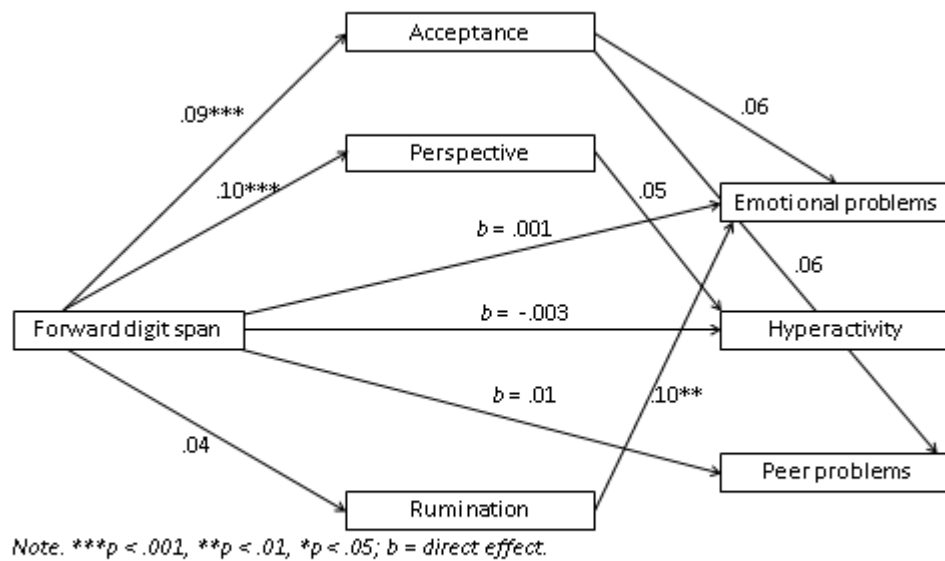 Acceptance
.09***
.06
Perspective
.10***
.05
Emotional problems
b = .001
.06
Forward digit span
b = -.003
Hyperactivity
b = .01
.10**
.04
Peer problems
Rumination
Note. ***p < .001, **p < .01, *p < .05; b = direct effect.